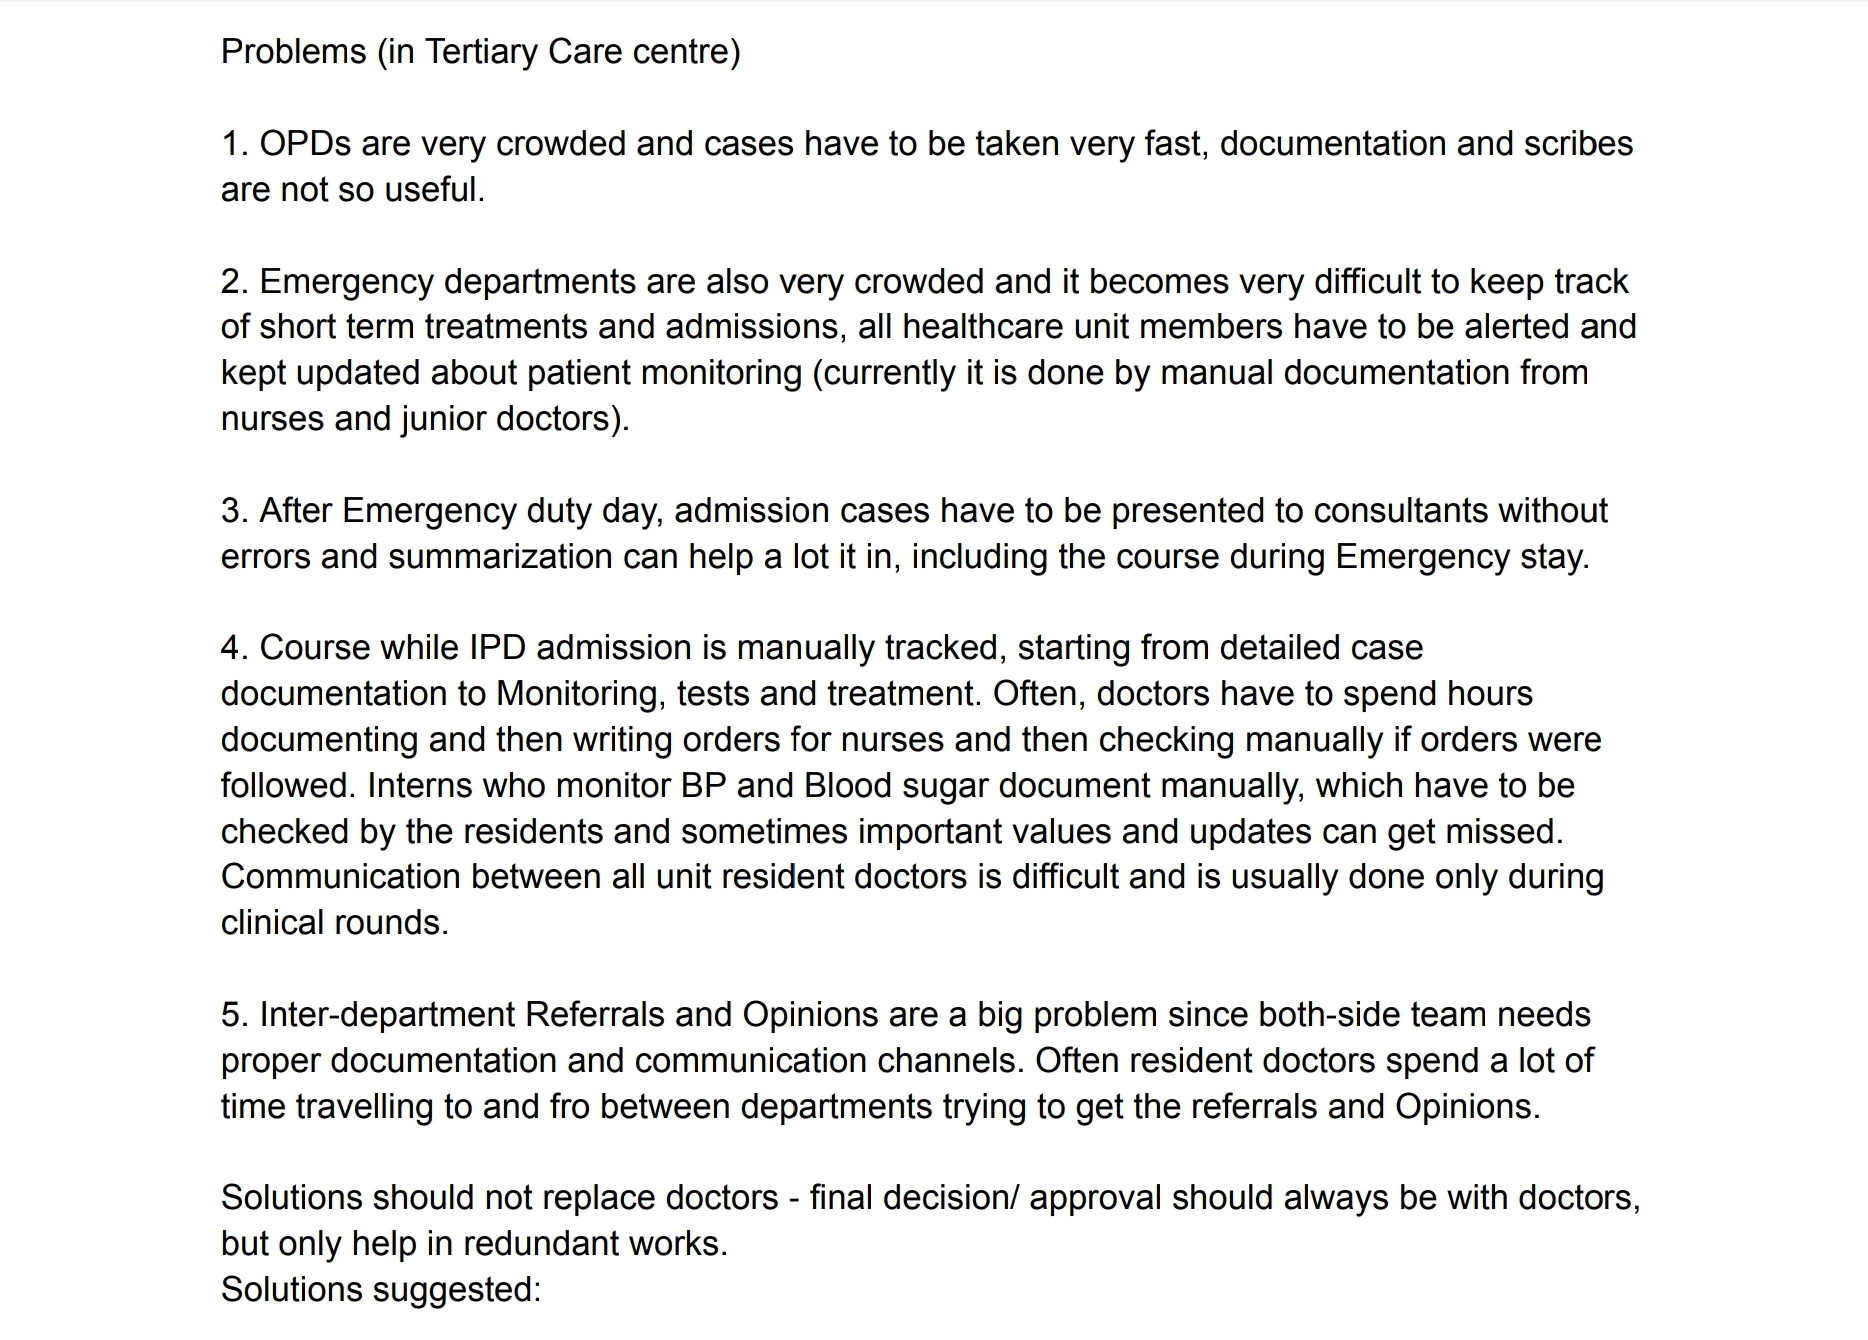 Problems (in Tertiary Care centre)
1. OPDs are very crowded and cases have to be taken very fast, documentation and scribes
are not so useful.
2. Emergency departments are also very crowded and it becomes very difficult to keep track
of short term treatments and admissions, all healthcare unit members have to be alerted and
kept updated about patient monitoring (currently it is done by manual documentation from
nurses and junior doctors).
3. After Emergency duty day, admission cases have to be presented to consultants without
errors and summarization can help a lot it in, including the course during Emergency stay.
4. Course while IPD admission is manually tracked, starting from detailed case
documentation to Monitoring, tests and treatment. Often, doctors have to spend hours
documenting and then writing orders for nurses and then checking manually if orders were
followed. Interns who monitor BP and Blood sugar document manually, which have to be
checked by the residents and sometimes important values and updates can get missed.
Communication between all unit resident doctors is difficult and is usually done only during
clinical rounds.
5. Inter-department Referrals and Opinions are a big problem since both-side team needs
proper documentation and communication channels. Often resident doctors spend a lot of
time travelling to and fro between departments trying to get the referrals and Opinions.
Solutions should not replace doctors - final decision/ approval should always be with doctors,
but only help in redundant works.
Solutions suggested: